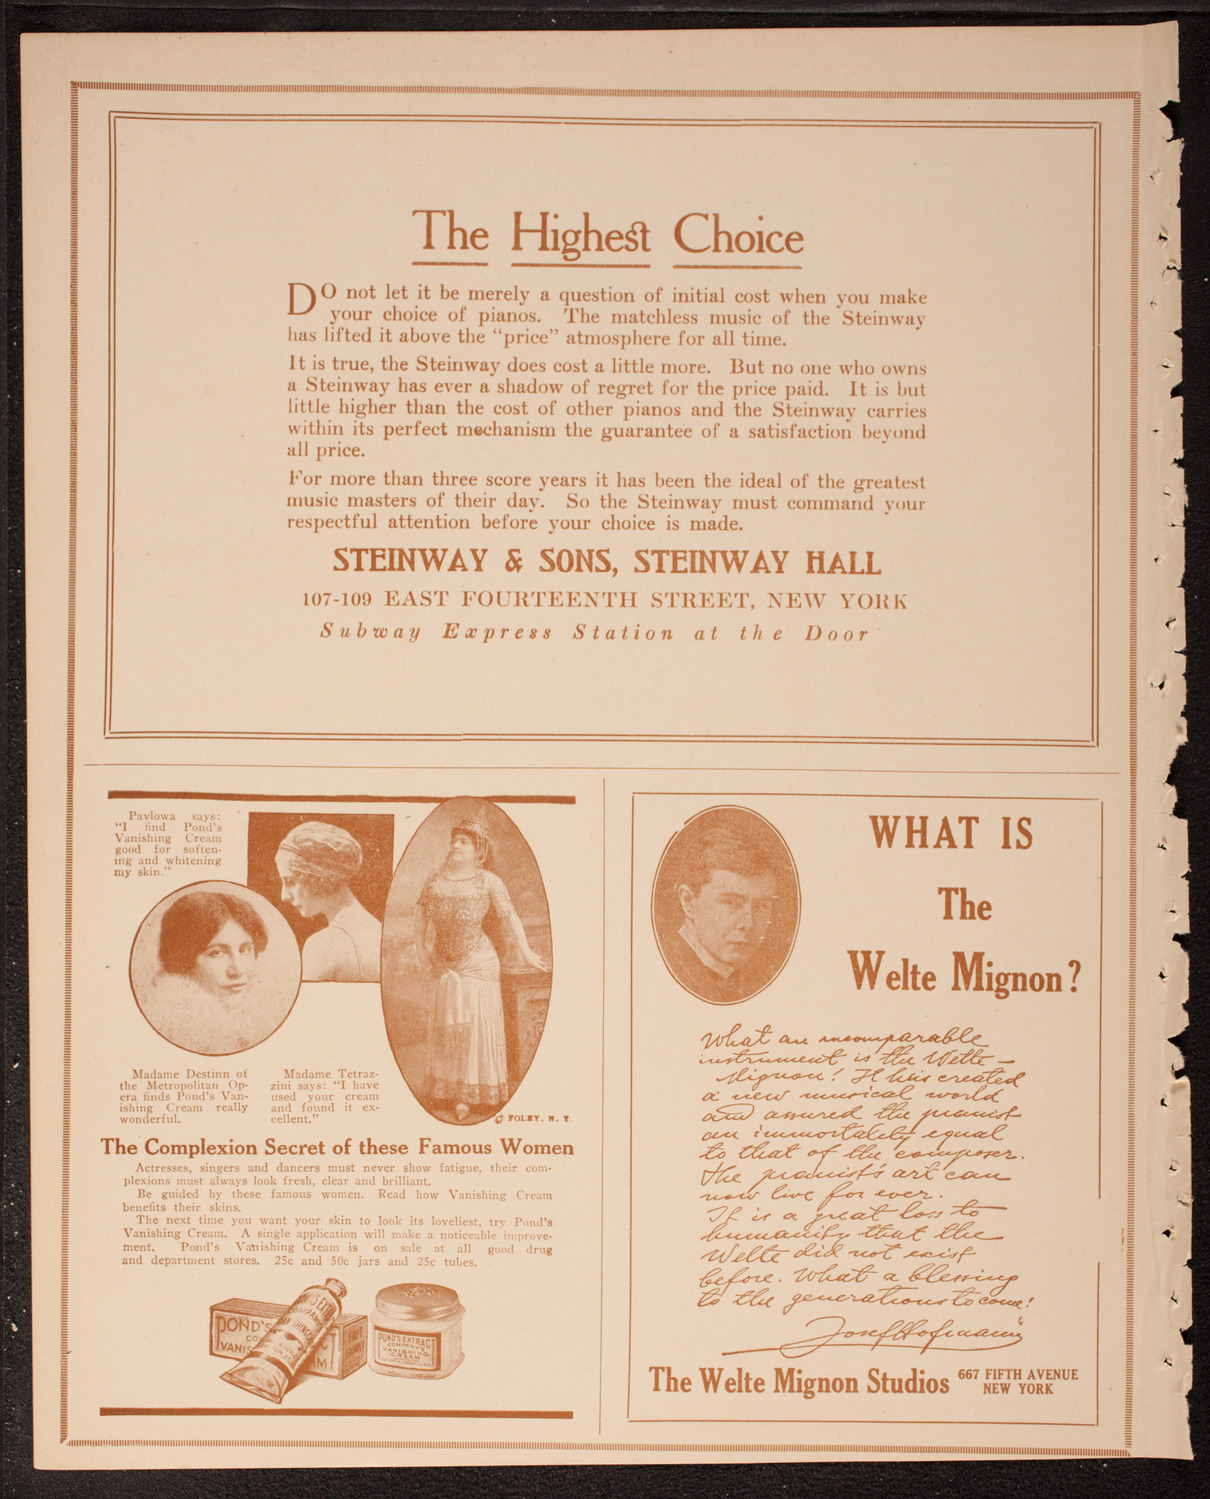 The Highest Choice
DO not let it be merely a question of initial cost when you make
your choice of pianos. The matchless music of the Steinway
has lifted it above the "price" atmosphere for all time.
It is true, the Steinway does cost a little more. But no one who owns
a Steinway has ever a shadow of regret for the price paid. It is but
little higher than the cost of other pianos and the Steinway carries
within its perfect mechanism the guarantee of a satisfaction beyond
all price.
For more than three score years it has been the ideal of the greatest
music masters of their day. So the Steinway must command your
respectful attention before your choice is made.
STEINWAY & SONS, STEINWAY HALL
107-109 EAST FOURTEENTH STREET, NEW YORK
Subway Express Station at the Door
Pavlowa says:
"I find Pond's
Vanishing Cream
good for soften-
ing and whitening
my skin."
Madame Destinn of
the Metropolitan Op-
era finds Pond's Van-
ishing Cream really
wonderful.
Madame Tetraz-
zini says: "I have
used your cream
and found it ex-
cellent."
© FOLEY, N. Y.
The Complexion Secret of these Famous Women
Actresses, singers and dancers must never show fatigue, their com-
plexions must always look fresh, clear and brilliant.
Be guided by these famous women. Read how Vanishing Cream
benefits their skins.
The next time you want your skin to look its loveliest, try Pond's
Vanishing Cream. A single application will make a noticeable improve-
ment. Pond's Vanishing Cream is on sale at all good drug
and department stores. 25c and 50c jars and 25c tubes.
POND'S
POND'S EXTRACT
COMPANY'S
VANISHING
CREAM
WHAT IS
The
Welte Mignon?
What an incomparable
instrument is the Welte-
Mignon! It has created
a new musical world
and assured the pianist
an immortality equal
to that of the composer.
The pianist's art can
now live for ever.
It is a great loss to
humanity that the
Welte did not exist
before. What a blessing
to the generations to come!
Josef Hofmann
The Welte Mignon Studios
667 FIFTH AVENUE
NEW YORK